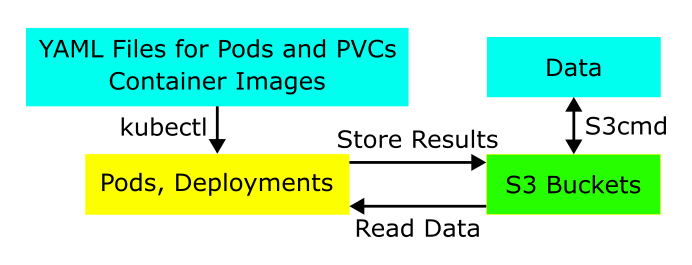 YAML Files for Pods and PVCs
Container Images
Data
kubectl
S3cmd
Store Results
Pods, Deployments
S3 Buckets
Read Data